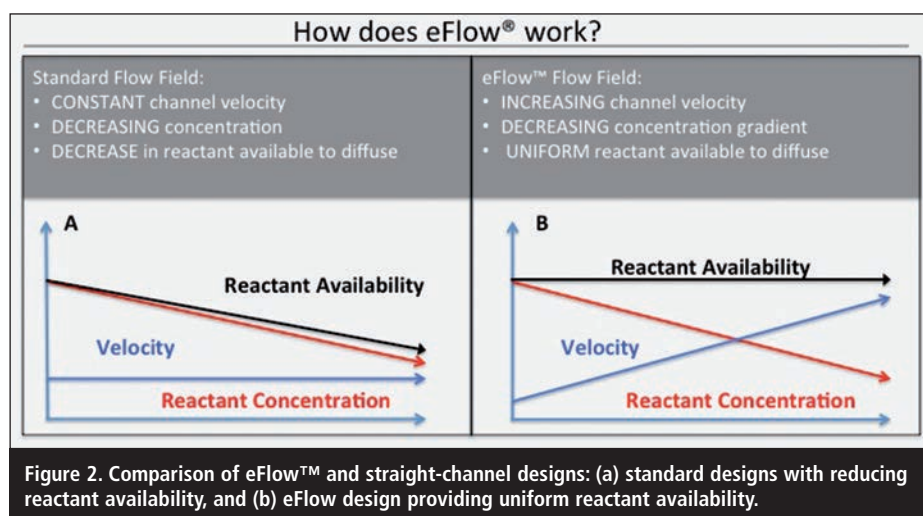 How does eFlow® work?
Standard Flow Field:
• CONSTANT channel velocity
• DECREASING concentration
• DECREASE in reactant available to diffuse
eFlow™ Flow Field:
• INCREASING channel velocity
• DECREASING concentration gradient
• UNIFORM reactant available to diffuse
A
Reactant Availability
Velocity
Reactant Concentration
B
Reactant Availability
Velocity
Reactant Concentration
Figure 2. Comparison of eFlow™ and straight-channel designs: (a) standard designs with reducing
reactant availability, and (b) eFlow design providing uniform reactant availability.